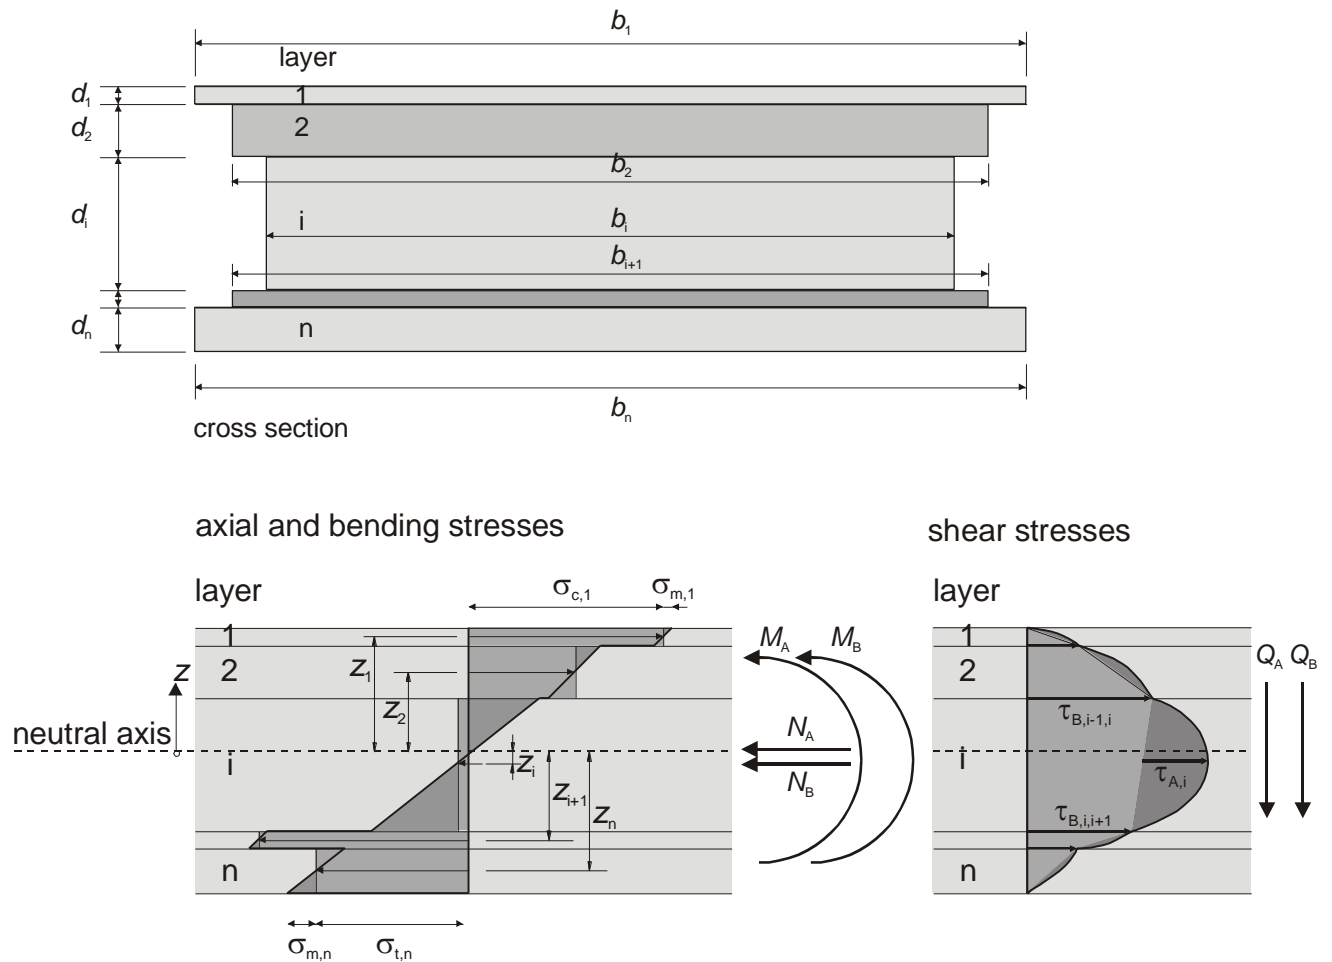 b1
layer
d1
1
d2
2
b2
di
i
bi
bi+1
dn
n
bn
cross section
axial and bending stresses
shear stresses
layer
σc,1
σm,1
layer
1
MA
MB
1
z
2
z1
2
QA
QB
z2
τB,i-1,i
neutral axis
NA
i
zi
NB
i
τA,i
zi+1
zn
τB,i,i+1
n
n
σm,n
σt,n